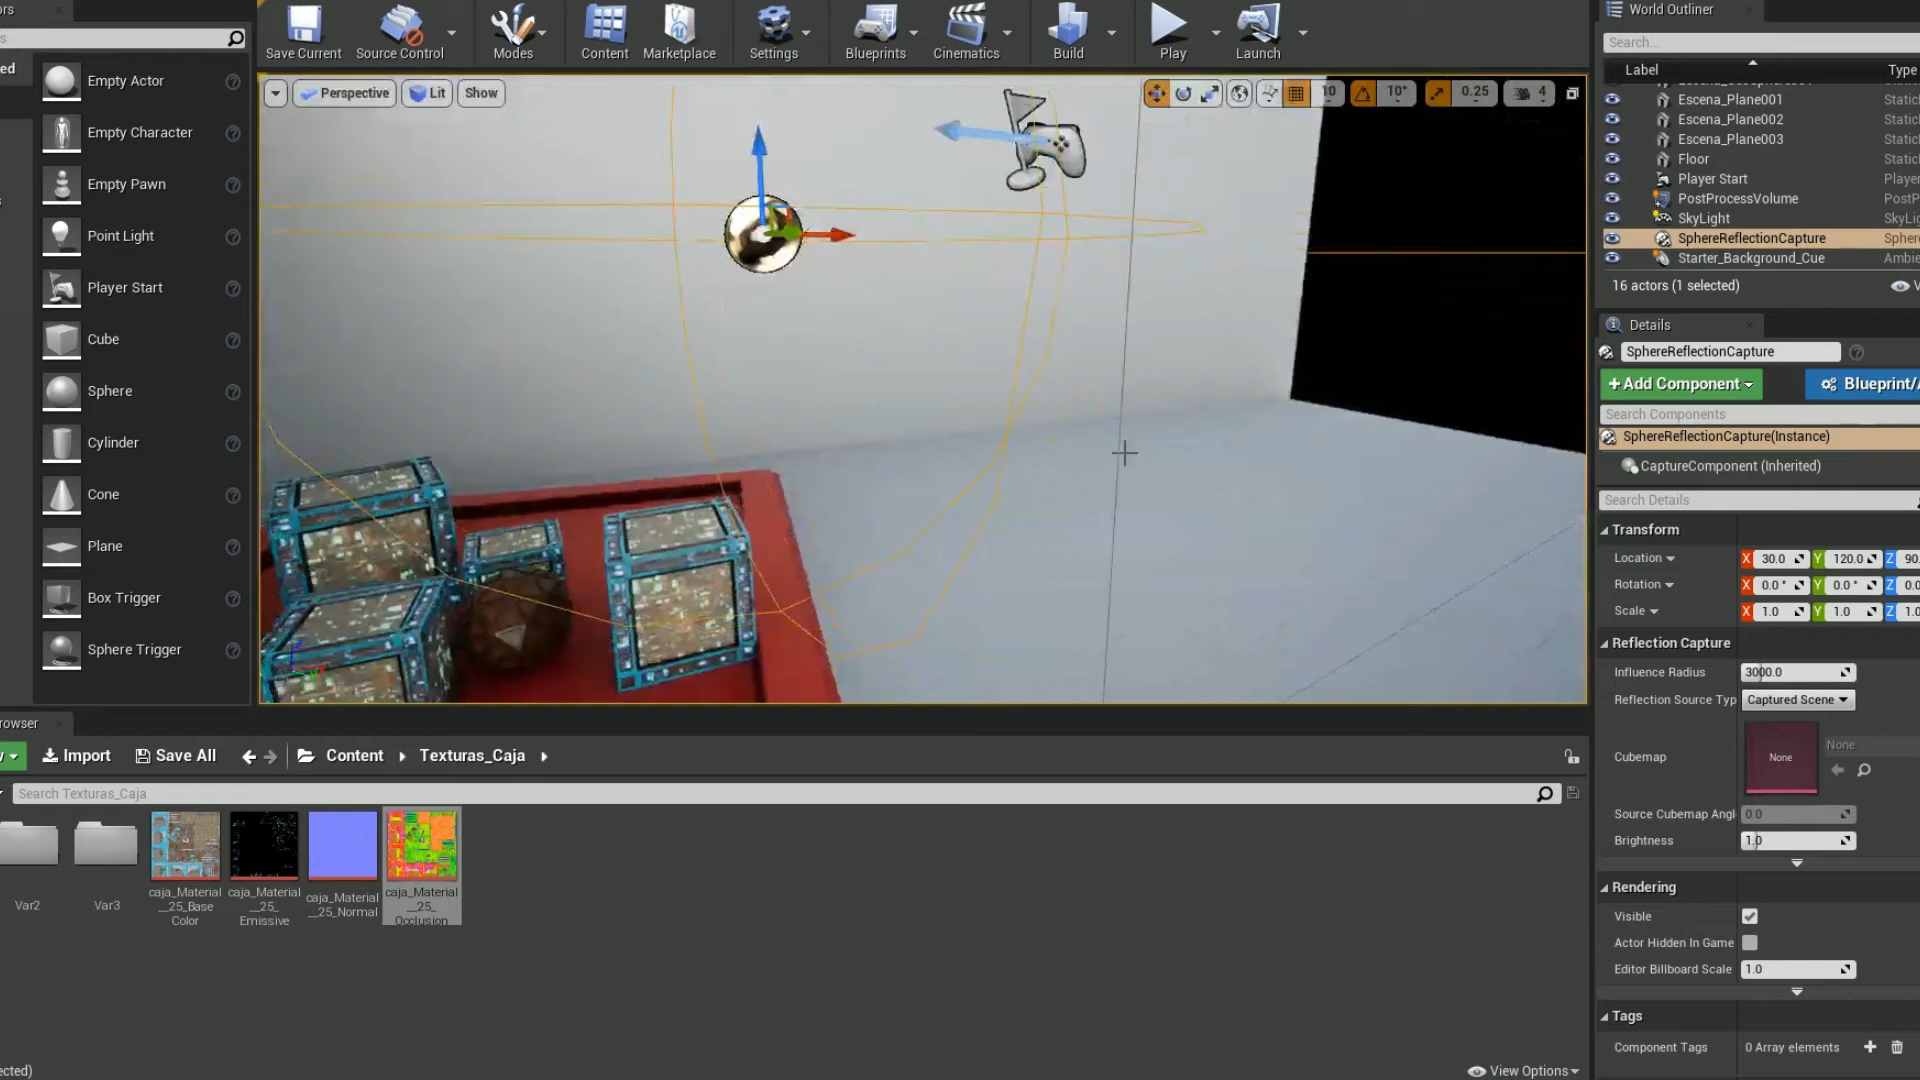 ors
Save Current
Source Control
Modes
Content
Marketplace
Settings
Blueprints
Cinematics
Build
Play
Launch
s
ed
Empty Actor
Empty Character
Empty Pawn
Point Light
Player Start
Cube
Sphere
Cylinder
Cone
Plane
Box Trigger
Sphere Trigger
Perspective
Lit
Show
10
10°
0.25
4
World Outliner
Search...
Label
Type
Escena_Plane001
Static
Escena_Plane002
Static
Escena_Plane003
Static
Floor
Static
Player Start
Player
PostProcessVolume
PostP
SkyLight
SkyLig
SphereReflectionCapture
Sphere
Starter_Background_Cue
Ambie
16 actors (1 selected)
V
Details
SphereReflectionCapture
+Add Component
Blueprint/A
Search Components
SphereReflectionCapture(Instance)
CaptureComponent (Inherited)
Search Details
Transform
Location
X 30.0
Y 120.0
Z 90.
Rotation
X 0.0 °
Y 0.0 °
Z 0.0
Scale
X 1.0
Y 1.0
Z 1.0
Reflection Capture
Influence Radius
3000.0
Reflection Source Typ
Captured Scene
Cubemap
None
None
Source Cubemap Angl
0.0
Brightness
1.0
Rendering
Visible
Actor Hidden In Game
Editor Billboard Scale
1.0
Tags
Component Tags
0 Array elements
rowser
w
Import
Save All
Content
Texturas_Caja
Search Texturas_Caja
Var2
Var3
caja_Material
__25_Base
Color
caja_Material
__25_
Emissive
caja_Material
__25_Normal
caja_Material
__25_
Occlusion
ected)
View Options